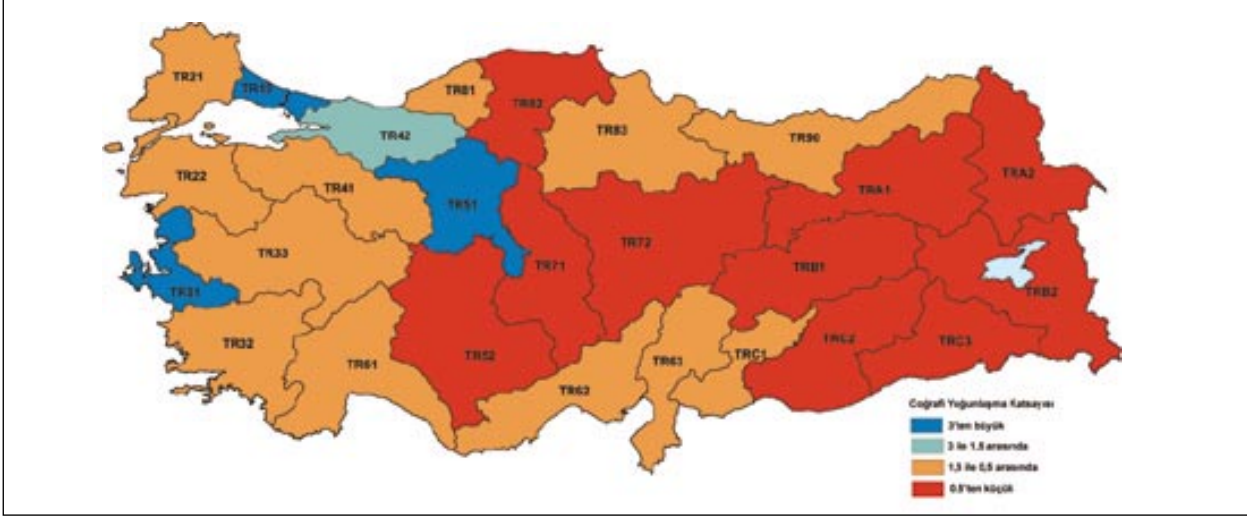 TR21
TR10
TR81
TR82
TR42
TR83
TR90
TR22
TR41
TRA1
TRA2
TR51
TR33
TR72
TR71
TRB1
TR31
TRB2
TR32
TR52
TRC2
TRC3
TR61
TR63
TRC1
TR62
Coğrafi Yoğunlaşma Katsayısı
3'ten büyük
3 ile 1.5 arasında
1,5 ile 0,5 arasında
0.5'ten küçük